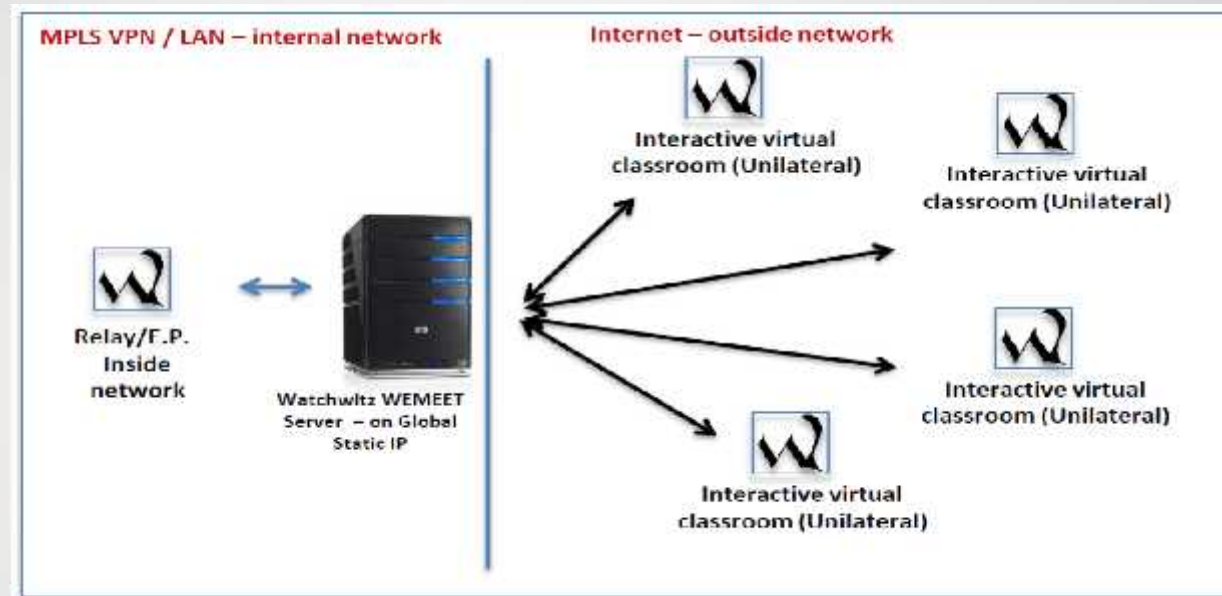 MPLS VPN / LAN – internal network
Internet – outside network
Interactive virtual
classroom (Unilateral)
Interactive virtual
classroom (Unilateral)
Relay/E.P.
Inside
network
Watchwitz WEMEET
Server – on Global
Static IP
Interactive virtual
classroom (Unilateral)
Interactive virtual
classroom (Unilateral)